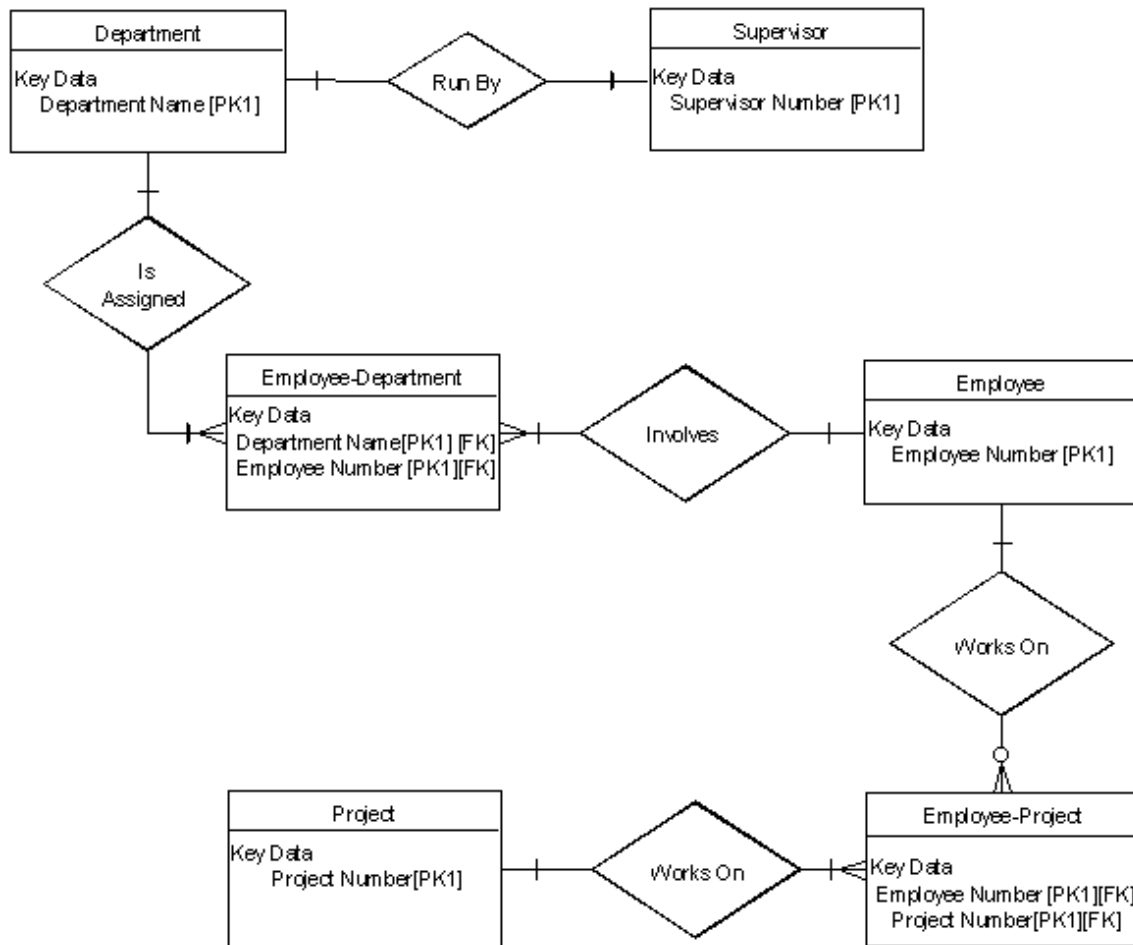 Department
Key Data
Department Name [PK1]
Run By
Supervisor
Key Data
Supervisor Number [PK1]
Is
Assigned
Employee-Department
Key Data
Department Name[PK1] [FK]
Employee Number [PK1][FK]
Involves
Employee
Key Data
Employee Number [PK1]
Works On
Project
Key Data
Project Number[PK1]
Works On
Employee-Project
Key Data
Employee Number [PK1][FK]
Project Number[PK1][FK]